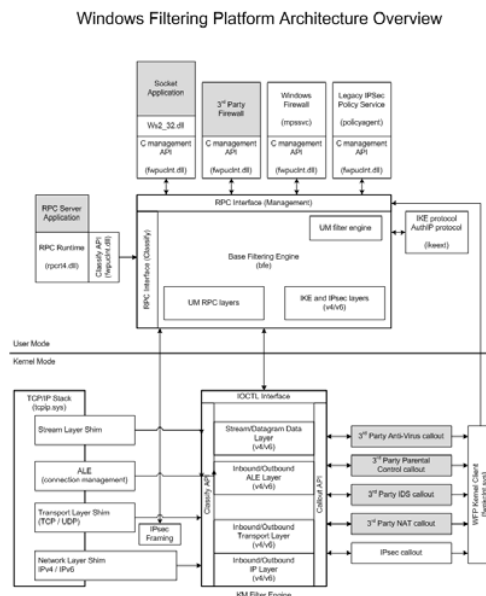 Windows Filtering Platform Architecture Overview
Socket
Application
Ws2_32.dll
C management
API
(fwpuclnt.dll)
3rd Party
Firewall
C management
API
(fwpuclnt.dll)
Windows
Firewall
(mpssvc)
C management
API
(fwpuclnt.dll)
Legacy IPSec
Policy Service
(policyagent)
C management
API
(fwpuclnt.dll)
RPC Interface (Management)
RPC Server
Application
RPC Runtime
(rpcrt4.dll)
Classify API
(fwpuclnt.dll)
RPC Interface (Classify)
UM filter engine
Base Filtering Engine
(bfe)
UM RPC layers
IKE and IPsec layers
(v4/v6)
IKE protocol
AuthIP protocol
(ikeext)
User Mode
Kernel Mode
TCP/IP Stack
(tcpip.sys)
Stream Layer Shim
ALE
(connection management)
Transport Layer Shim
(TCP / UDP)
Network Layer Shim
IPv4 / IPv6
IPsec
Framing
IOCTL Interface
Classify API
Stream/Datagram Data
Layer
(v4/v6)
Inbound/Outbound
ALE Layer
(v4/v6)
Inbound/Outbound
Transport Layer
(v4/v6)
Inbound/Outbound
IP Layer
(v4/v6)
Callout API
KM Filter Engine
3rd Party Anti-Virus callout
3rd Party Parental
Control callout
3rd Party IDS callout
3rd Party NAT callout
IPsec callout
WFP Kernel Client